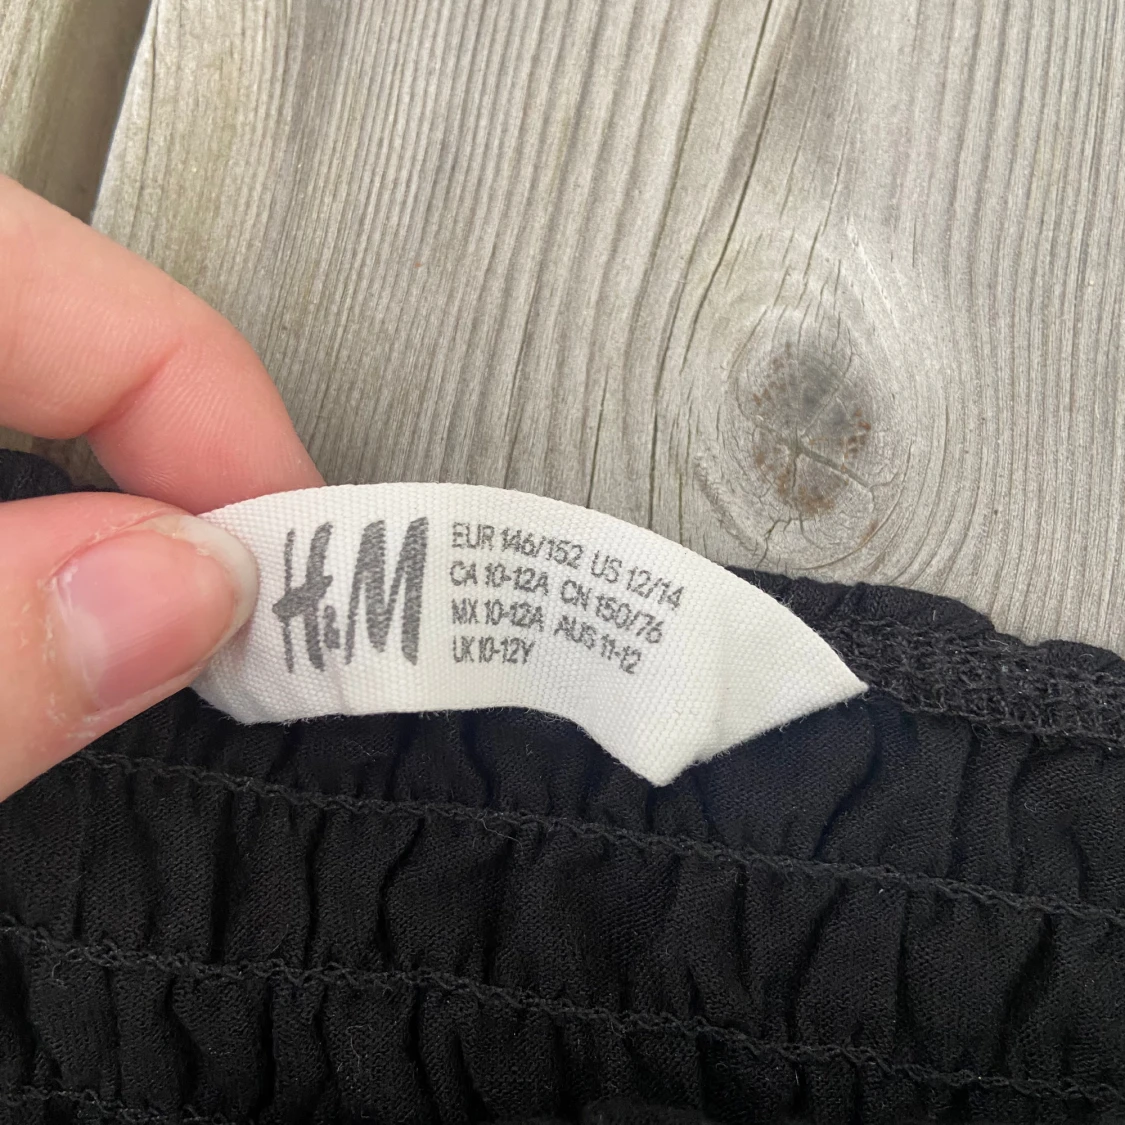 H&M
EUR 146/152 US 12/14
CA 10-12A CN 150/76
MX 10-12A AUS 11-12
UK 10-12Y